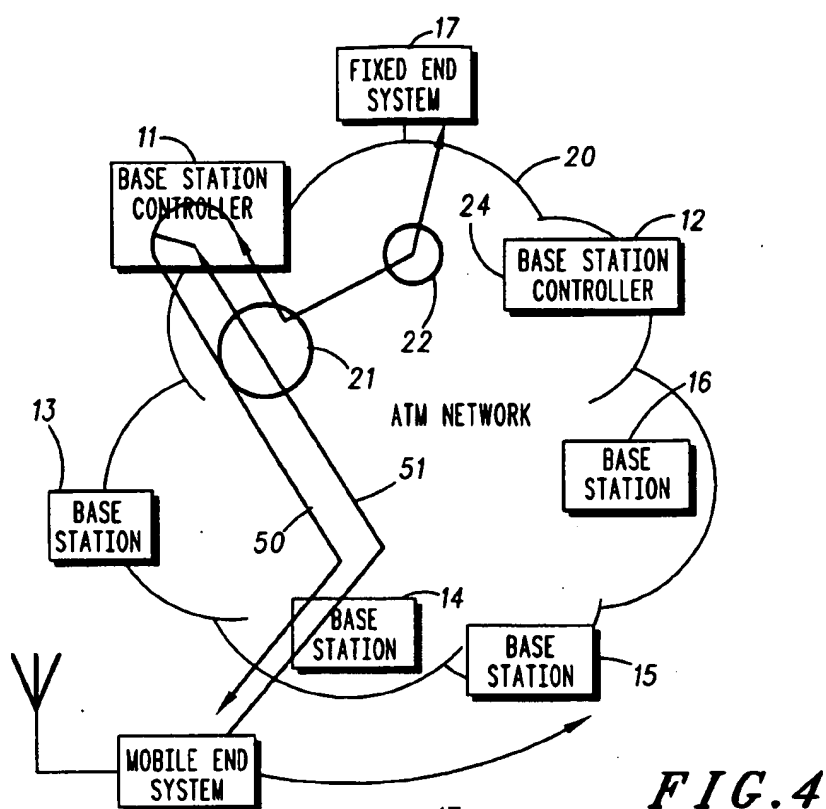 17
FIXED END
SYSTEM
11
BASE STATION
CONTROLLER
20
24
12
BASE STATION
CONTROLLER
22
21
16
ATM NETWORK
13
BASE
STATION
BASE
STATION
51
50
14
BASE
STATION
BASE
STATION
15
MOBILE END
SYSTEM
FIG.4